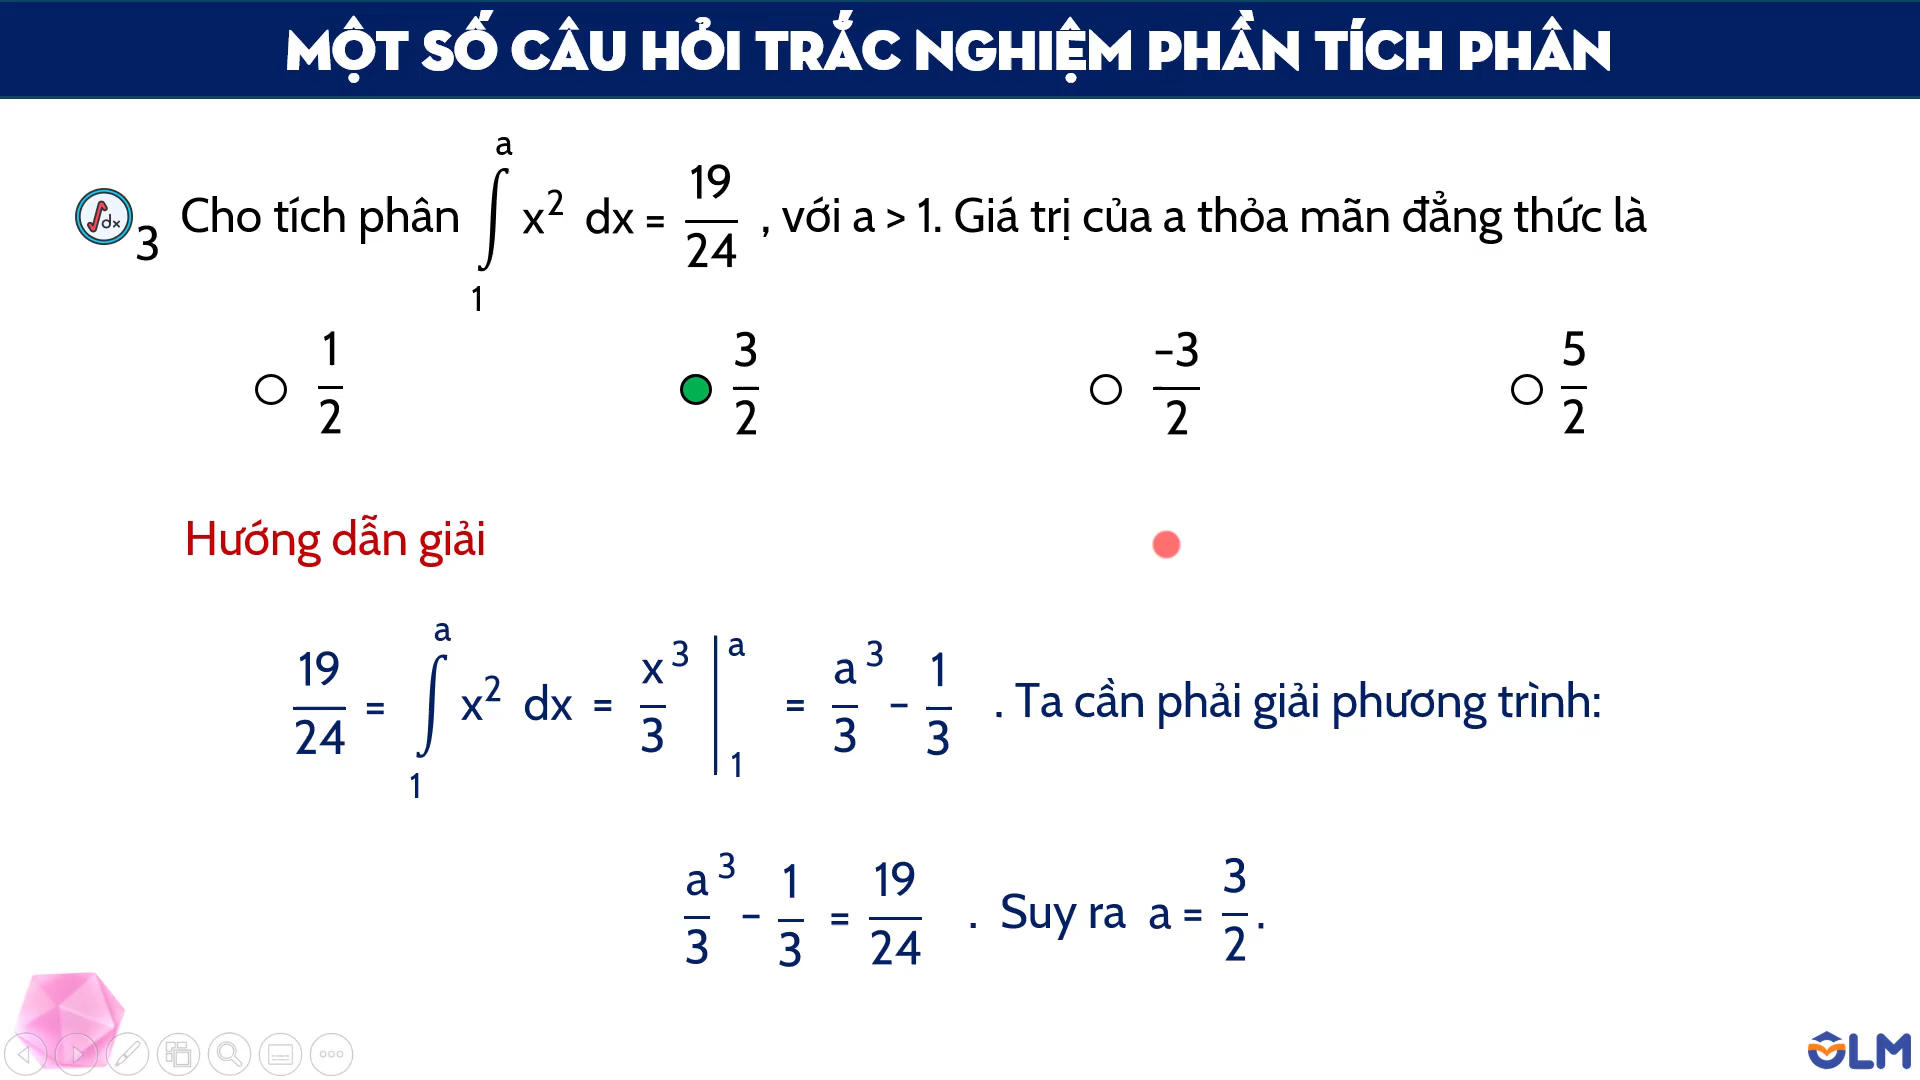 MỘT SỐ CÂU HỎI TRẮC NGHIỆM PHẦN TÍCH PHÂN
∫dx 3 Cho tích phân ∫₁ᵃ x² dx = 19/24 , với a > 1. Giá trị của a thỏa mãn đẳng thức là
1/2 3/2 -3/2 5/2
Hướng dẫn giải
19/24 = ∫₁ᵃ x² dx = x³/3 |₁ᵃ = a³/3 - 1/3 . Ta cần phải giải phương trình:
a³/3 - 1/3 = 19/24 . Suy ra a = 3/2.
OLM